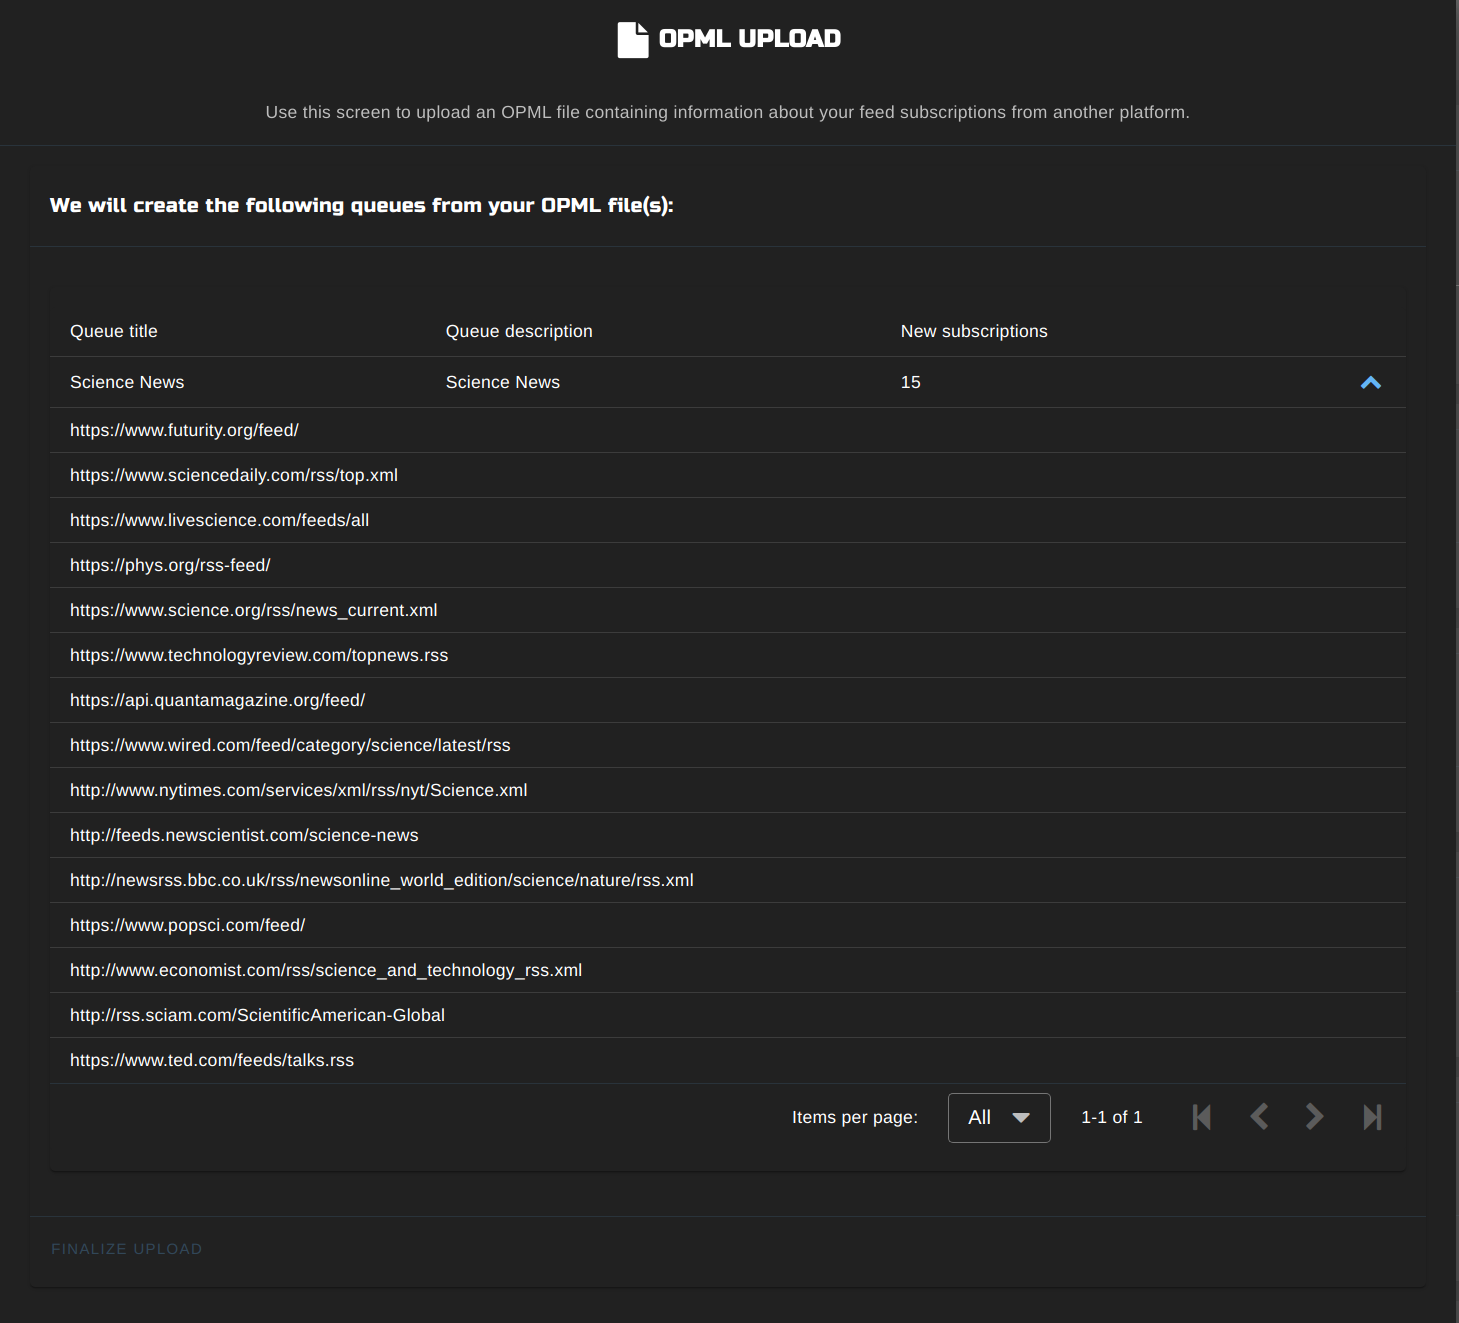 OPML UPLOAD
Use this screen to upload an OPML file containing information about your feed subscriptions from another platform.
We will create the following queues from your OPML file(s):
Queue title Queue description New subscriptions
Science News Science News 15
https://www.futurity.org/feed/
https://www.sciencedaily.com/rss/top.xml
https://www.livescience.com/feeds/all
https://phys.org/rss-feed/
https://www.science.org/rss/news_current.xml
https://www.technologyreview.com/topnews.rss
https://api.quantamagazine.org/feed/
https://www.wired.com/feed/category/science/latest/rss
http://www.nytimes.com/services/xml/rss/nyt/Science.xml
http://feeds.newscientist.com/science-news
http://newsrss.bbc.co.uk/rss/newsonline_world_edition/science/nature/rss.xml
https://www.popsci.com/feed/
http://www.economist.com/rss/science_and_technology_rss.xml
http://rss.sciam.com/ScientificAmerican-Global
https://www.ted.com/feeds/talks.rss
Items per page: All 1-1 of 1
FINALIZE UPLOAD